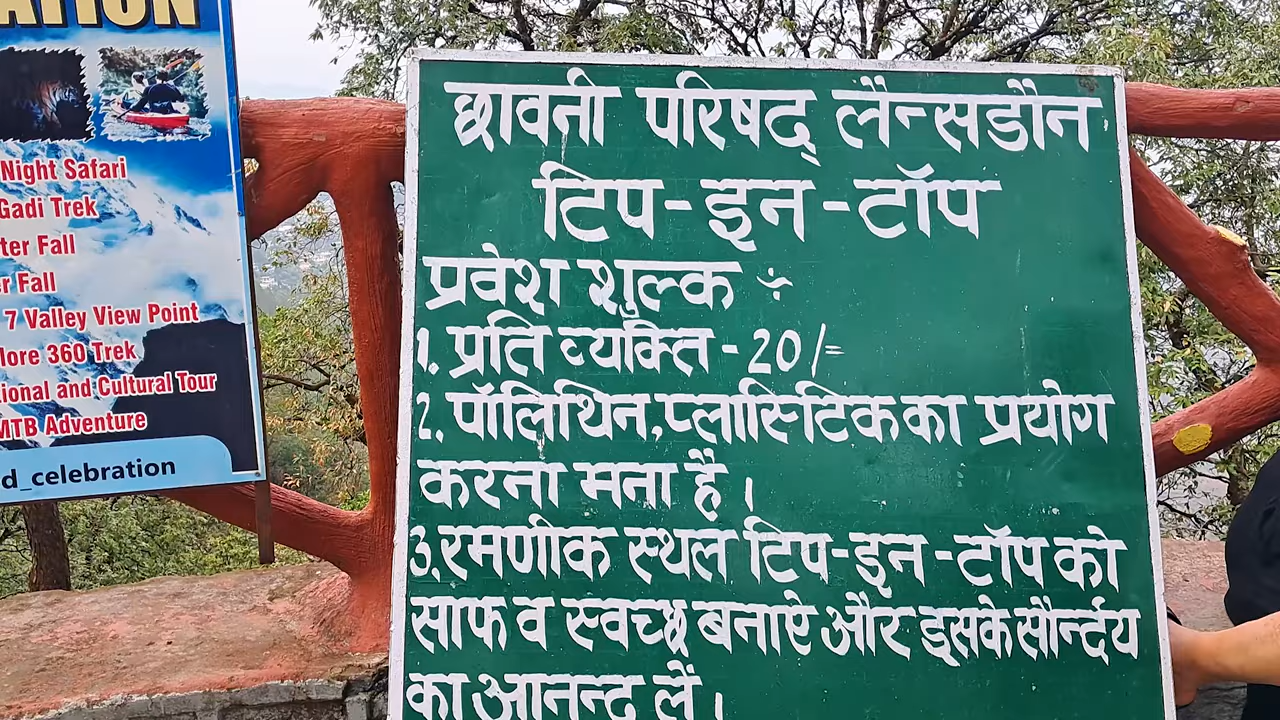 ATION
Night Safari
Gadi Trek
ter Fall
r Fall
7 Valley View Point
lore 360 Trek
ional and Cultural Tour
MTB Adventure
d_celebration
छावनी परिषद् लैन्सडौन
टिप-इन-टॉप
प्रवेश शुल्क ÷
1. प्रति व्यक्ति - 20/=
2. पॉलिथिन, प्लास्टिक का प्रयोग
करना मना है।
3. रमणीक स्थल टिप-इन-टॉप को
साफ व स्वच्छ बनाऐ और इसके सौर्न्दय
का आनन्द लें।